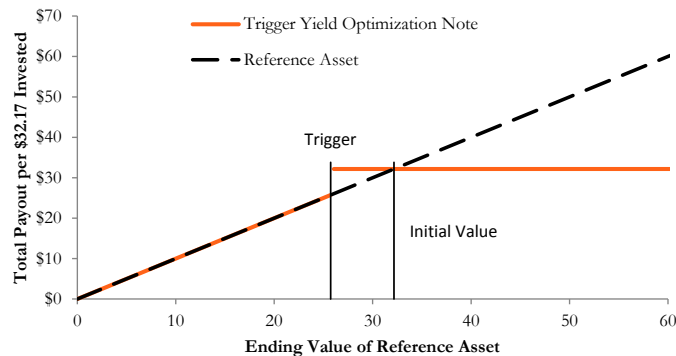 Trigger Yield Optimization Note
Reference Asset
$70
$60
$50
$40
$30
$20
$10
$0
Total Payout per $32.17 Invested
Trigger
Initial Value
0
10
20
30
40
50
60
Ending Value of Reference Asset